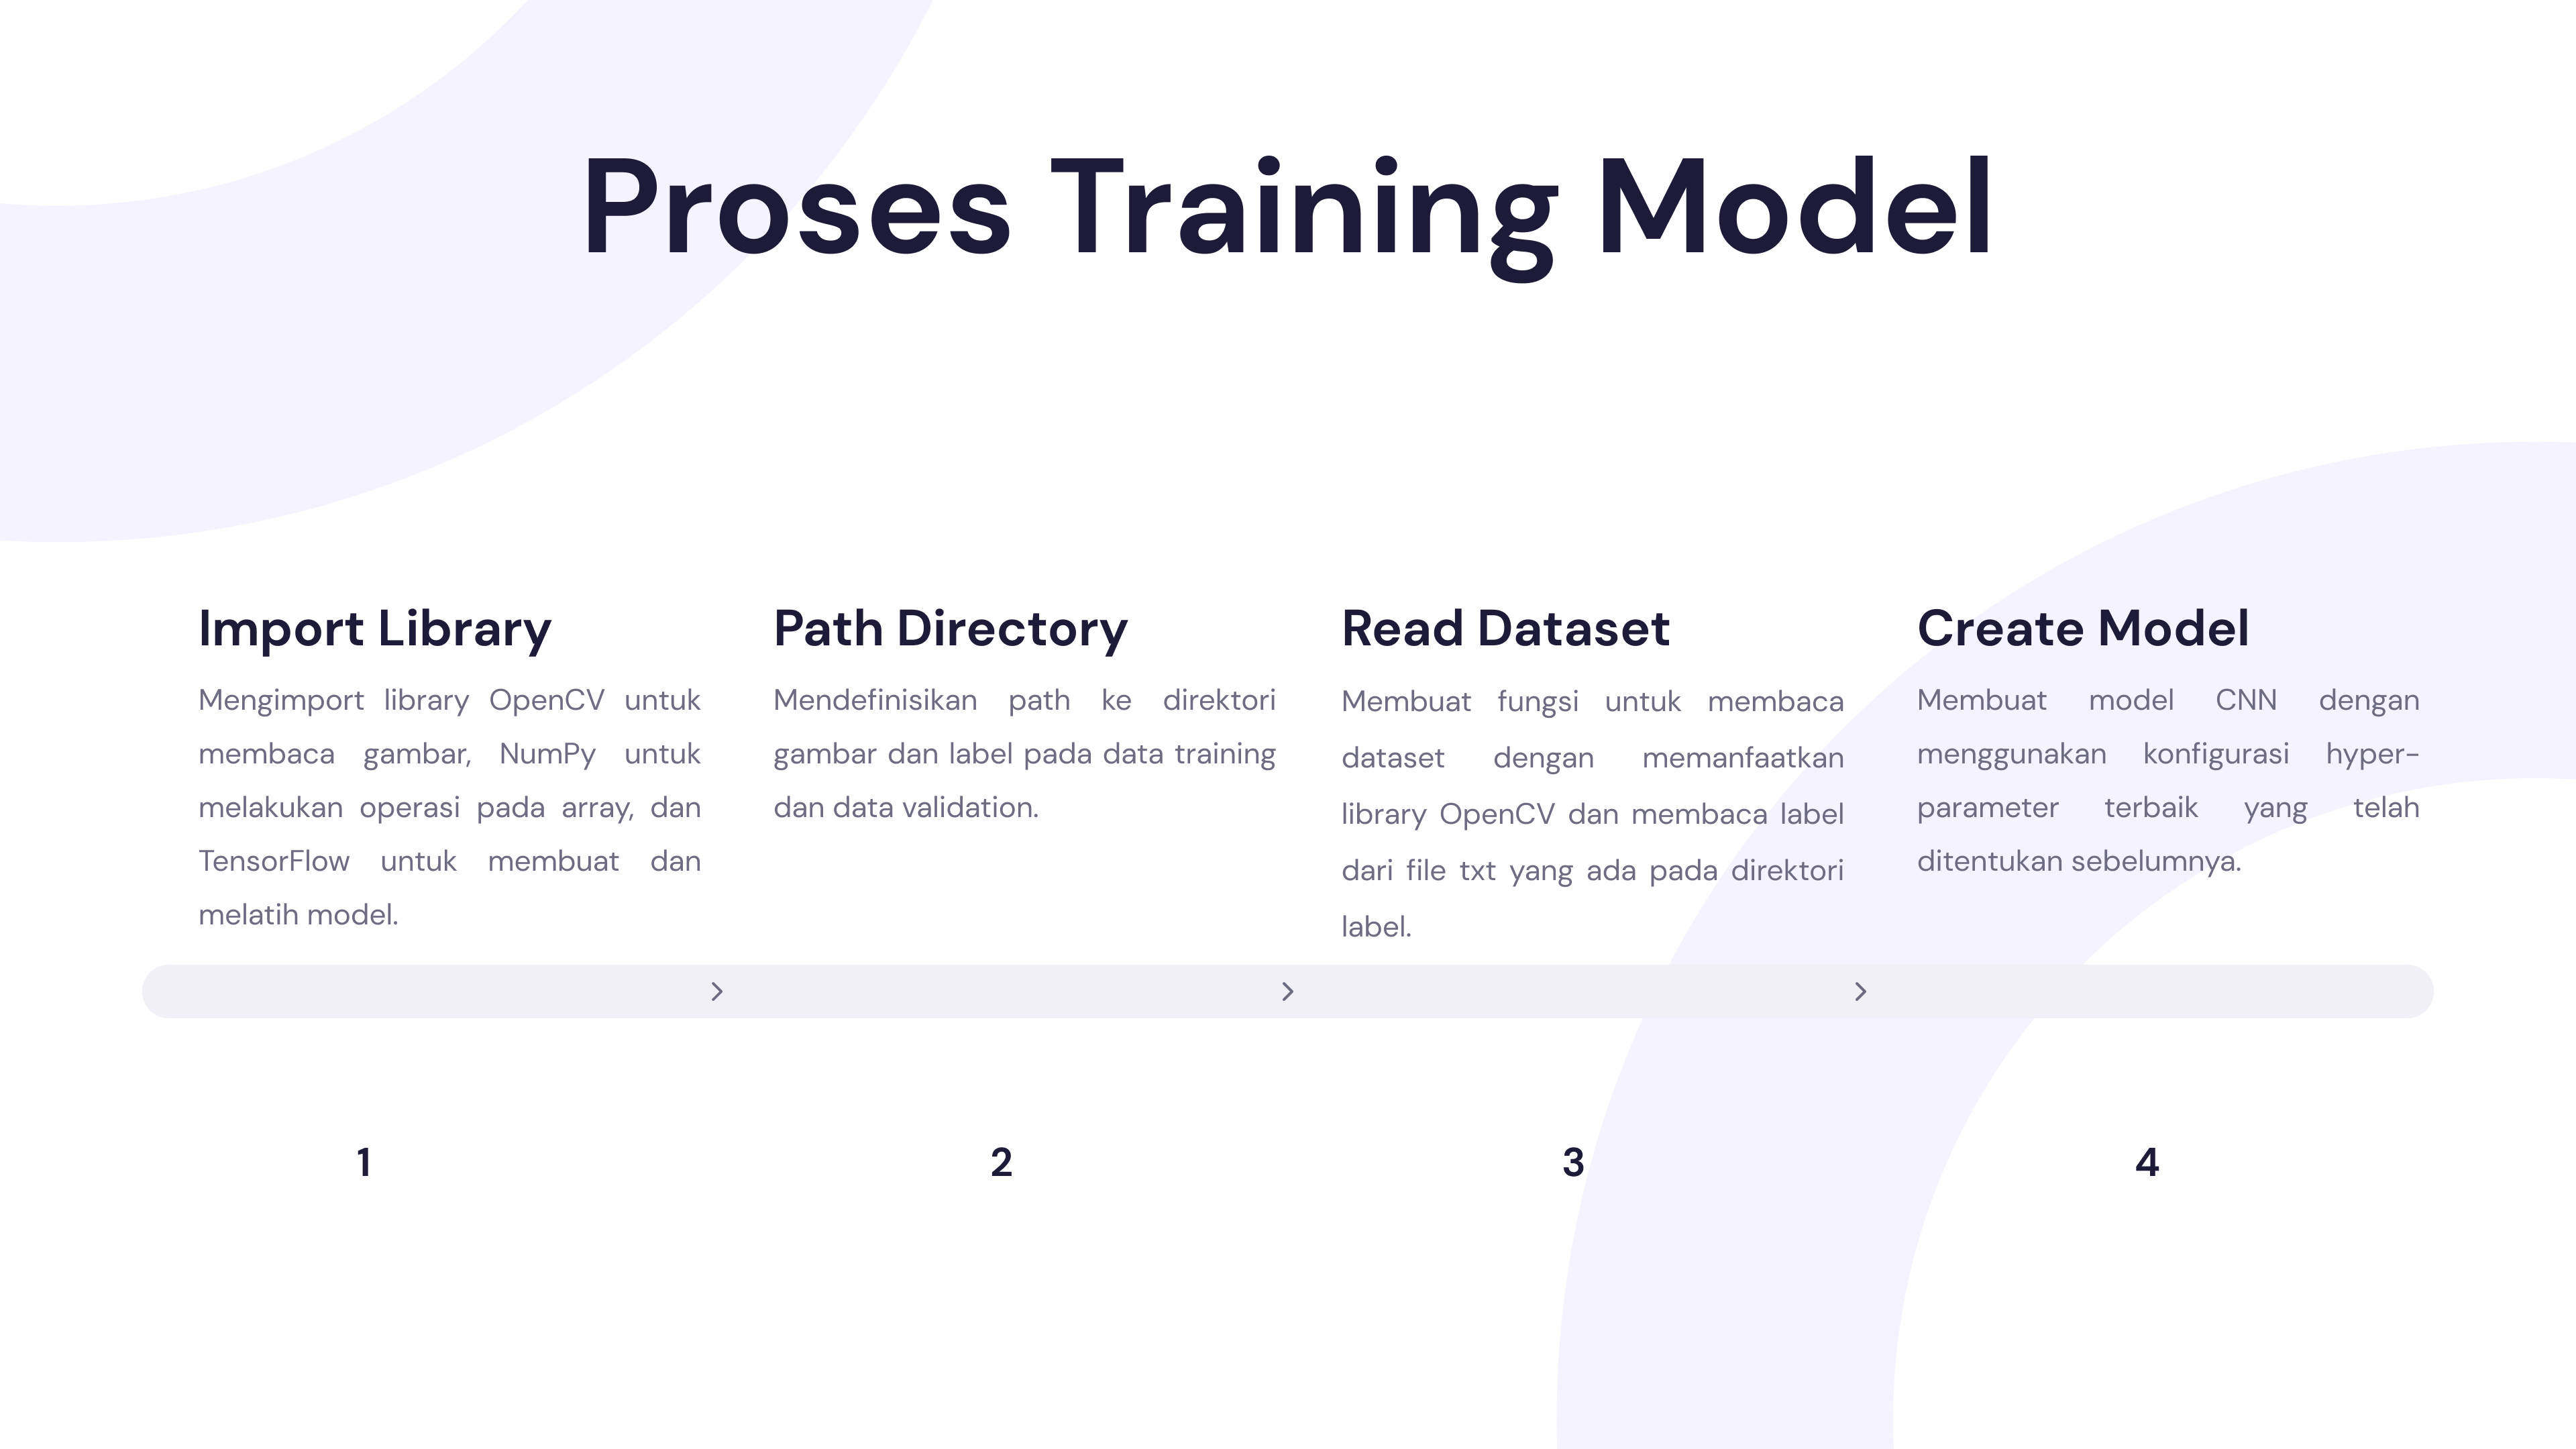 Proses Training Model
Import Library
Mengimport library OpenCV untuk
membaca gambar, NumPy untuk
melakukan operasi pada array, dan
TensorFlow untuk membuat dan
melatih model.
Path Directory
Mendefinisikan path ke direktori
gambar dan label pada data training
dan data validation.
Read Dataset
Membuat fungsi untuk membaca
dataset dengan memanfaatkan
library OpenCV dan membaca label
dari file txt yang ada pada direktori
label.
Create Model
Membuat model CNN dengan
menggunakan konfigurasi hyper-
parameter terbaik yang telah
ditentukan sebelumnya.
1
2
3
4